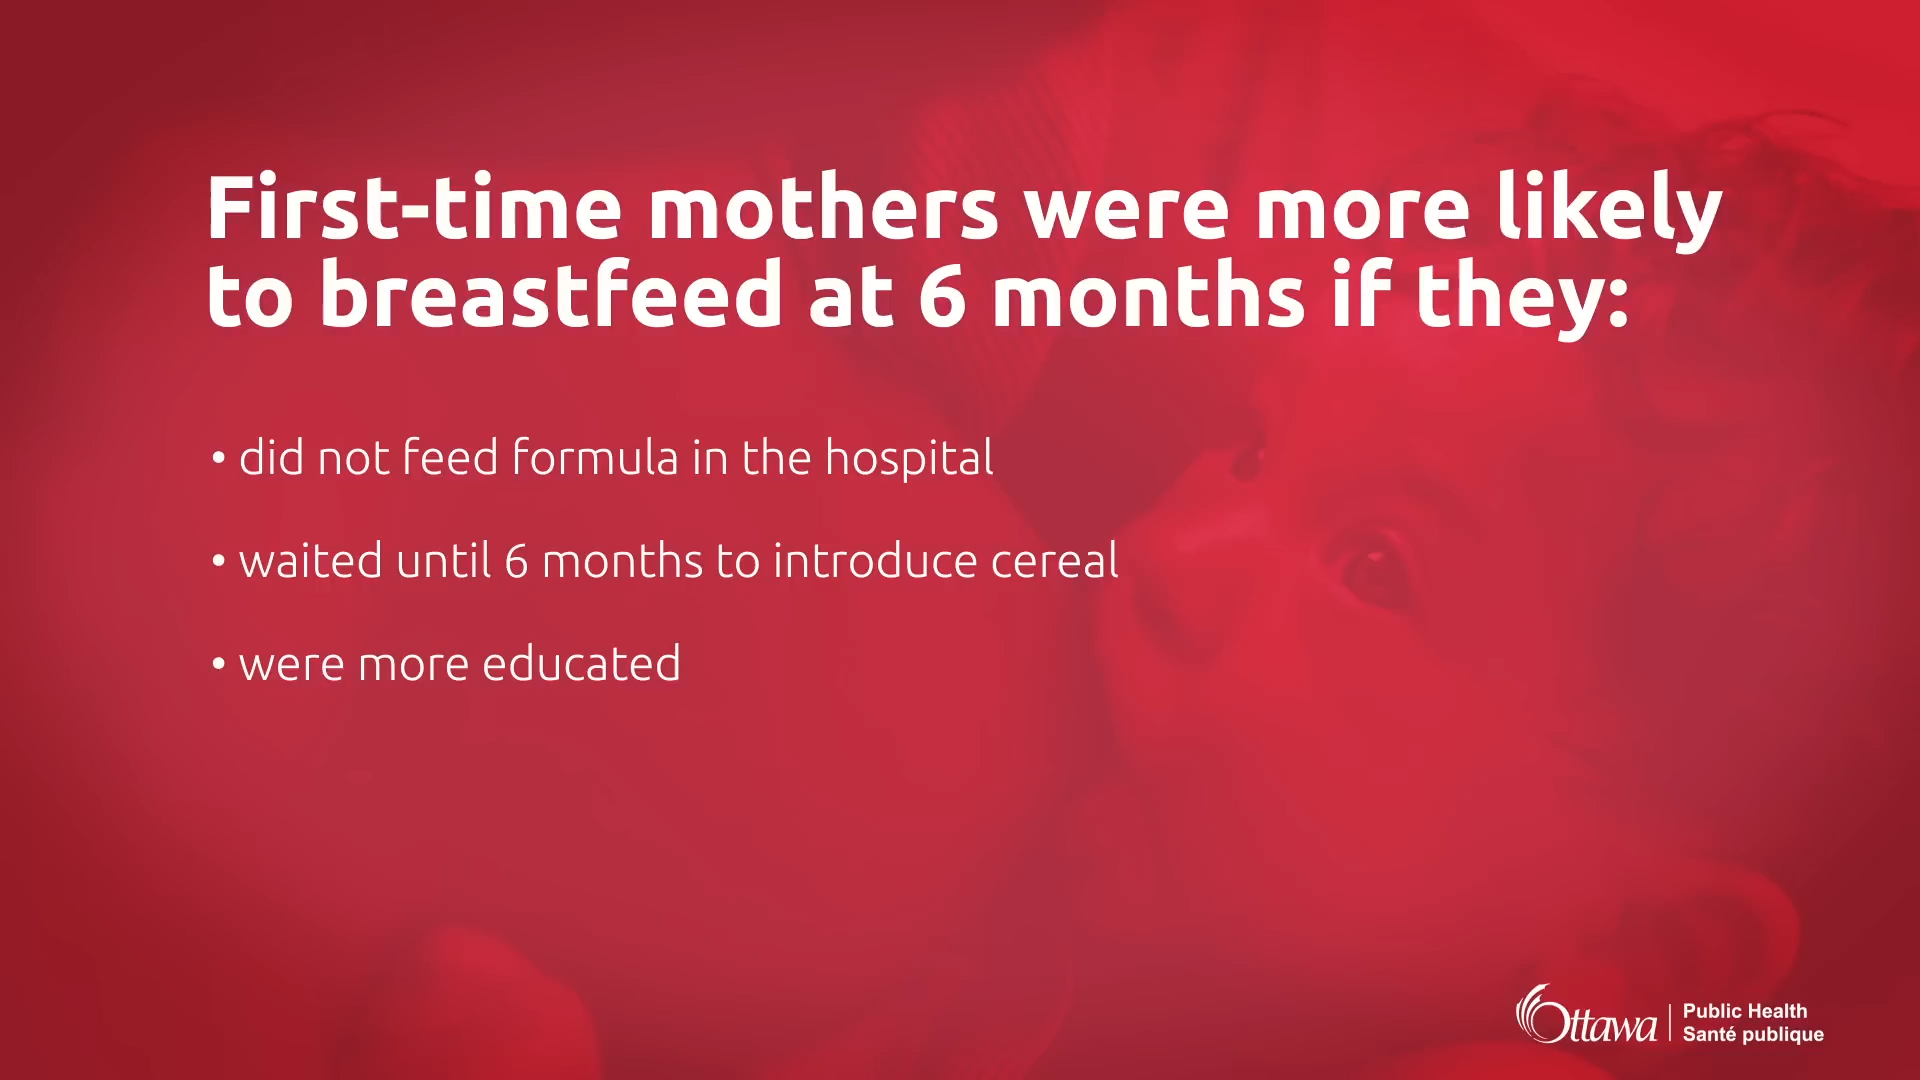 First-time mothers were more likely
to breastfeed at 6 months if they:
• did not feed formula in the hospital
• waited until 6 months to introduce cereal
• were more educated
Ottawa
Public Health
Santé publique